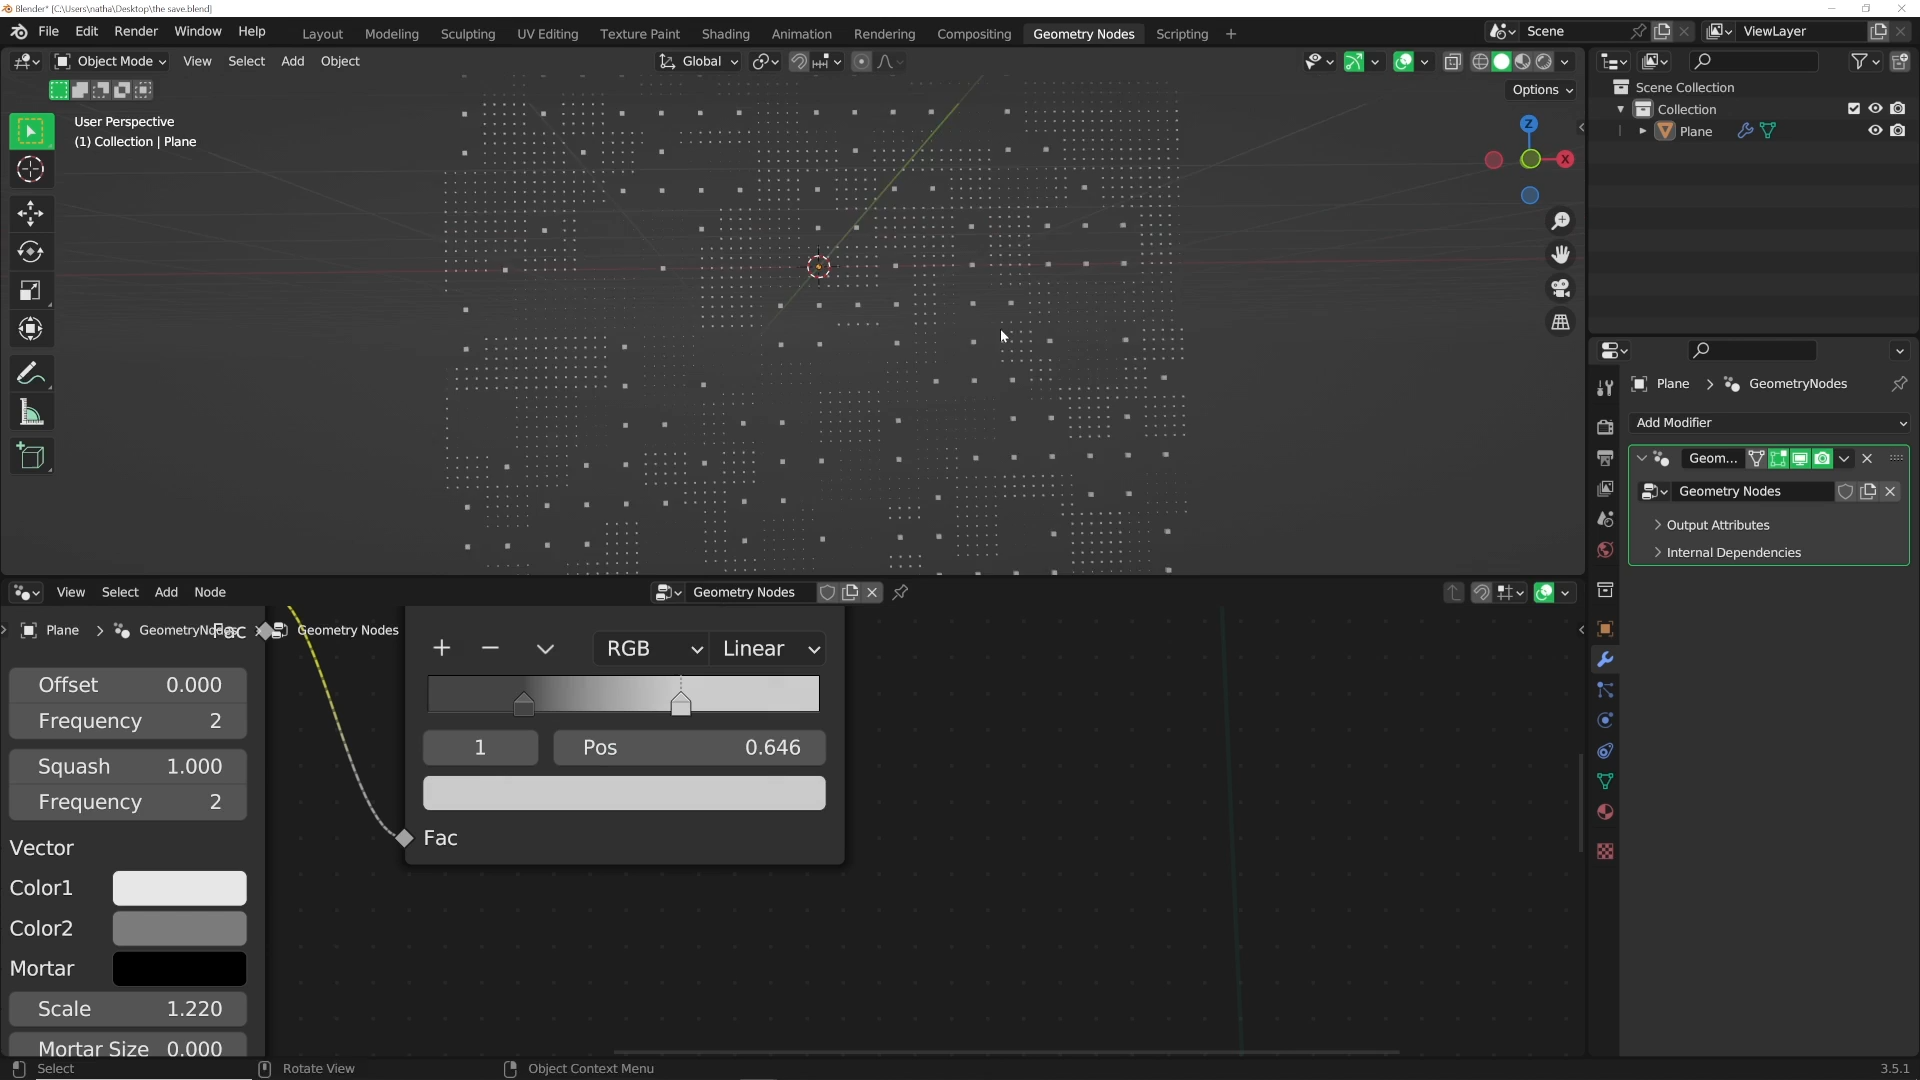 Blender* [C:\Users\natha\Desktop\the save.blend]
File Edit Render Window Help
Layout Modeling Sculpting UV Editing Texture Paint Shading Animation Rendering Compositing Geometry Nodes Scripting +
Scene
ViewLayer
Object Mode View Select Add Object
Global
Options
User Perspective
(1) Collection | Plane
Z
X
Scene Collection
Collection
Plane
Plane > GeometryNodes
Add Modifier
Geom...
Geometry Nodes
Output Attributes
Internal Dependencies
View Select Add Node
Geometry Nodes
Plane > GeometryNodes > Geometry Nodes
Fac
Offset 0.000
Frequency 2
Squash 1.000
Frequency 2
Vector
Color1
Color2
Mortar
Scale 1.220
Mortar Size 0.000
RGB Linear
1 Pos 0.646
Fac
Select Rotate View Object Context Menu
3.5.1